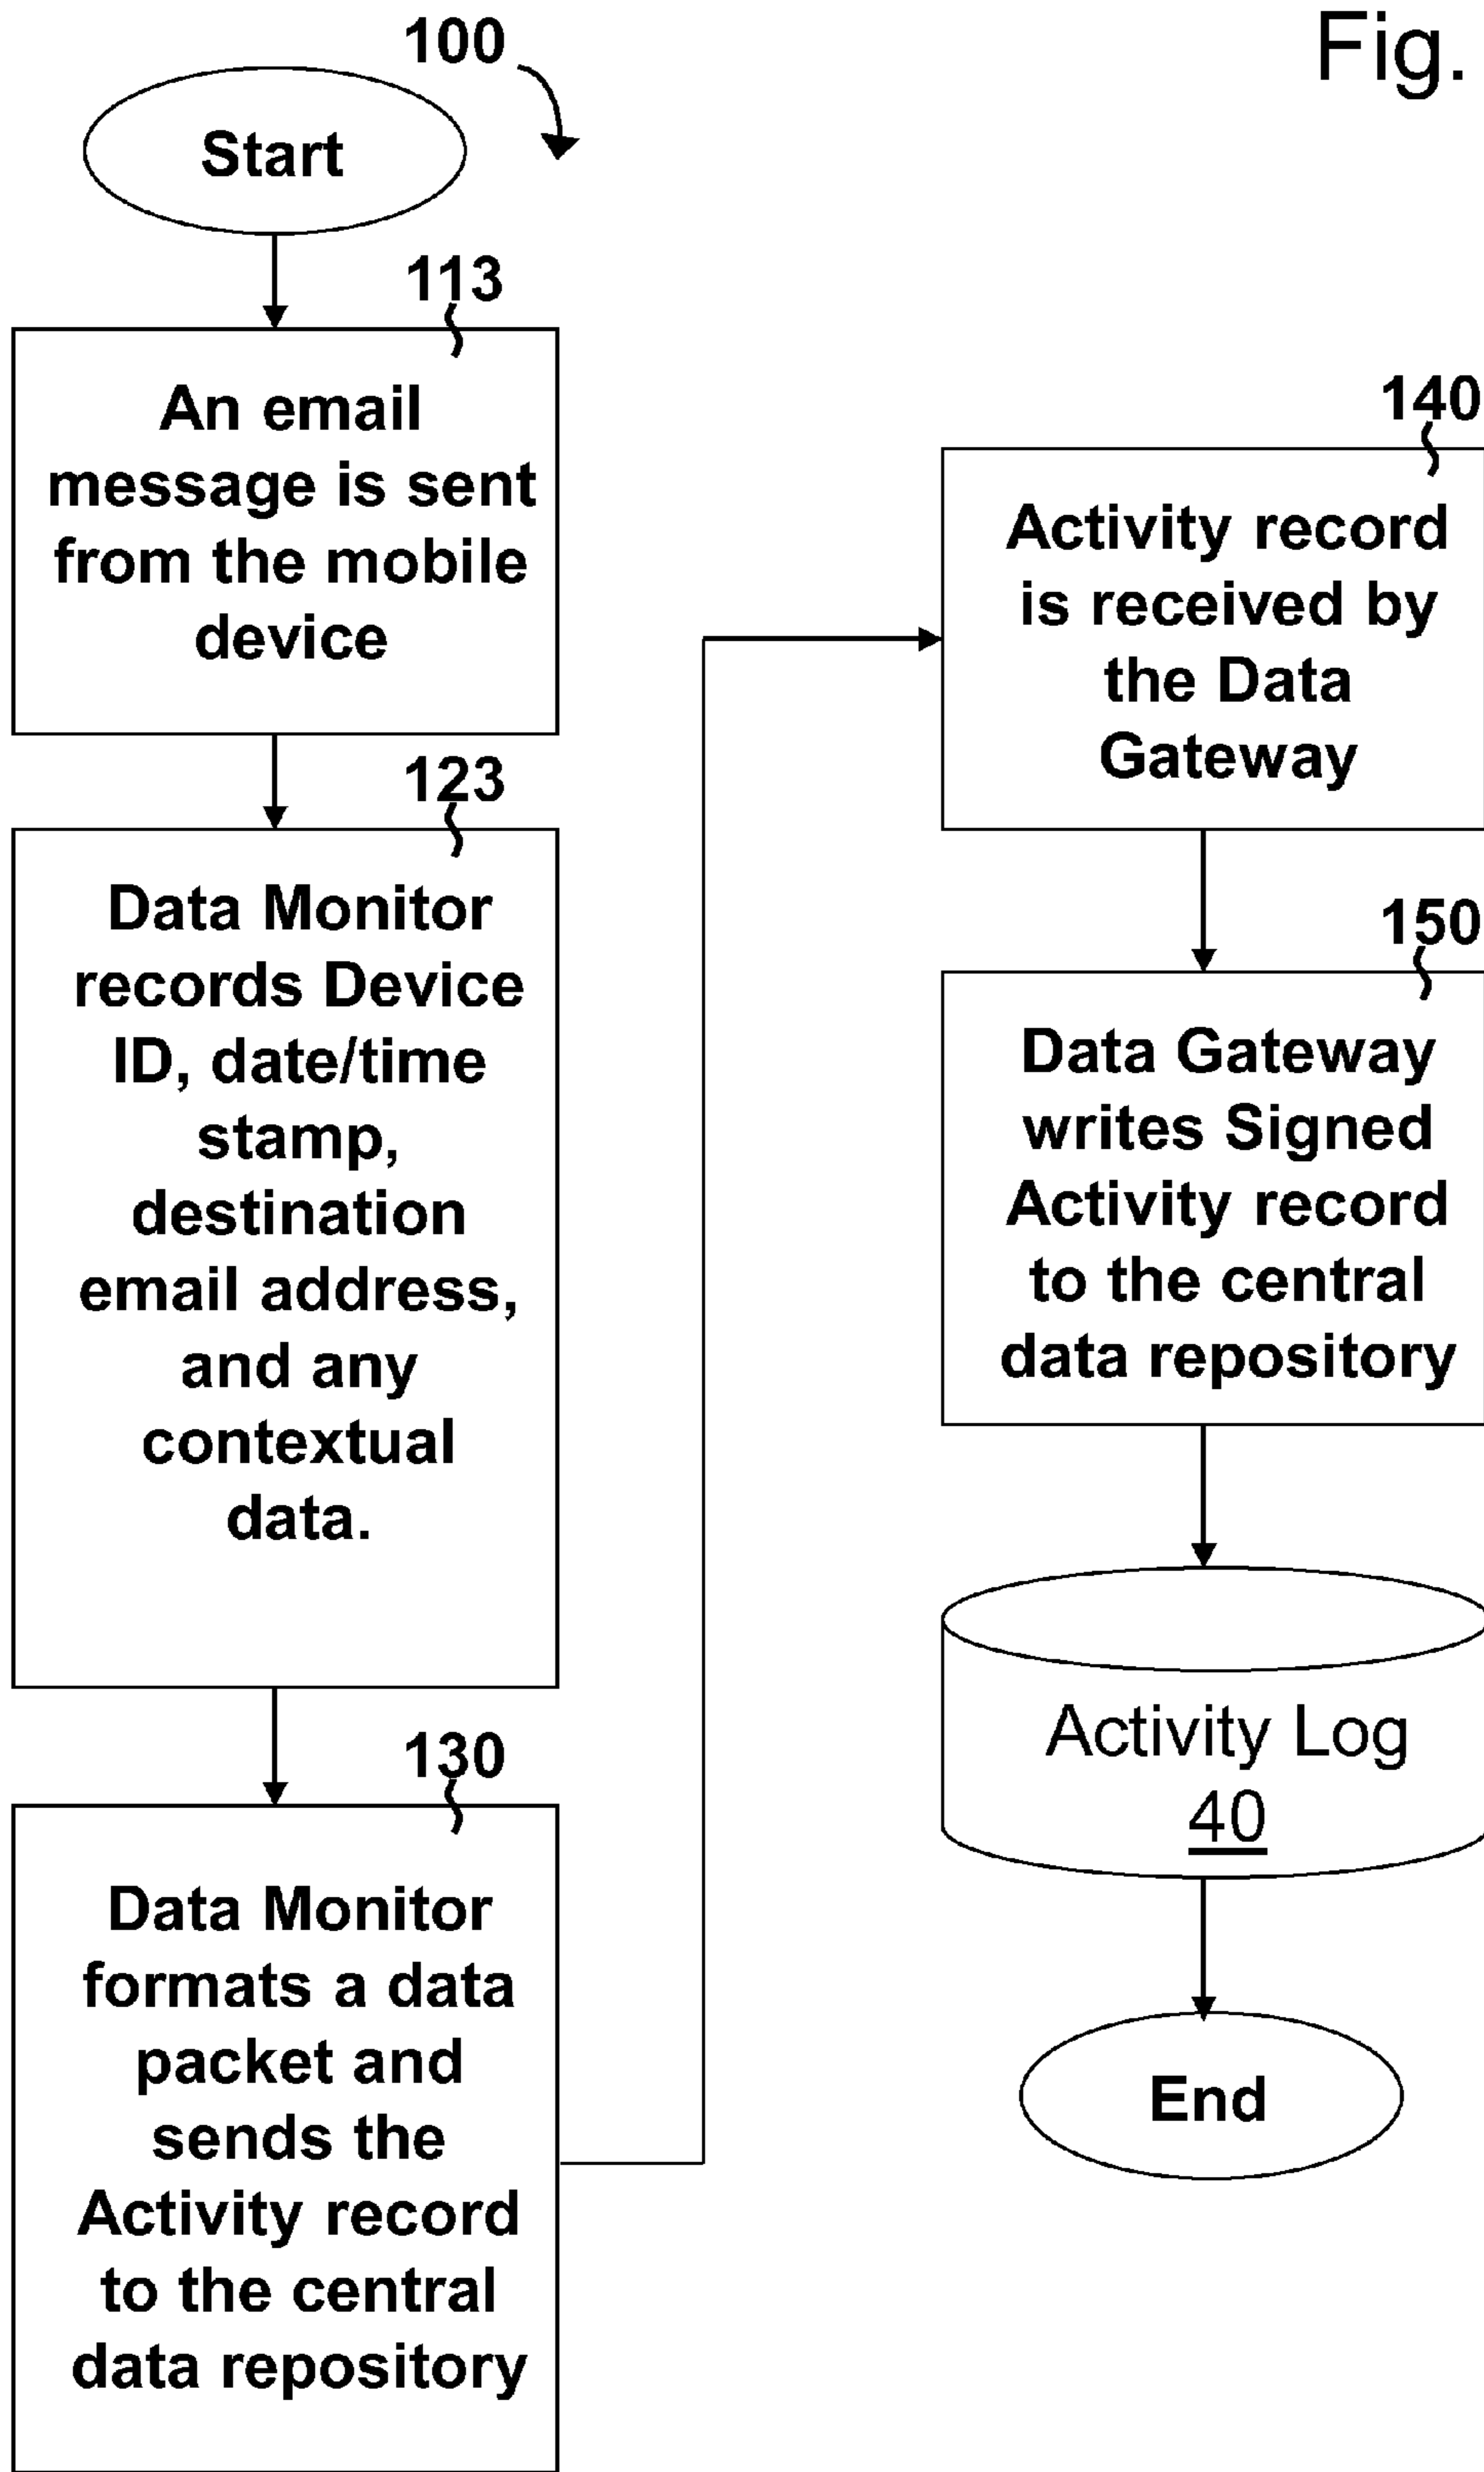 100
Fig.
Start
113
An email
message is sent
from the mobile
device
123
Data Monitor
records Device
ID, date/time
stamp,
destination
email address,
and any
contextual
data.
130
Data Monitor
formats a data
packet and
sends the
Activity record
to the central
data repository
140
Activity record
is received by
the Data
Gateway
150
Data Gateway
writes Signed
Activity record
to the central
data repository
Activity Log
40
End